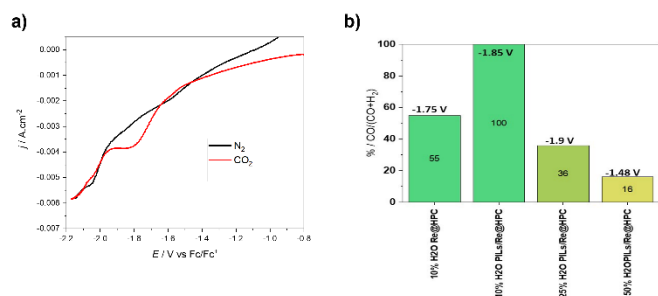 a)
0.000
0.001
-0.002
-0.003
-0.004
-0.005
-0.006
-0.007
j / A.cm⁻²
N₂
CO₂
-2.2 -2.0 -1.8 -1.6 -1.4 -1.2 -1.0 -0.8
E / V vs Fc/Fc⁺
b)
100
80
60
40
20
0
% / CO/(CO+H₂)
-1.75 V
-1.85 V
-1.9 V
-1.48 V
55
100
36
16
10% H2O Re@HPC
10% H2O PILs/Re@HPC
25% H2O PILs/Re@HPC
50% H2OPILs/Re@HPC